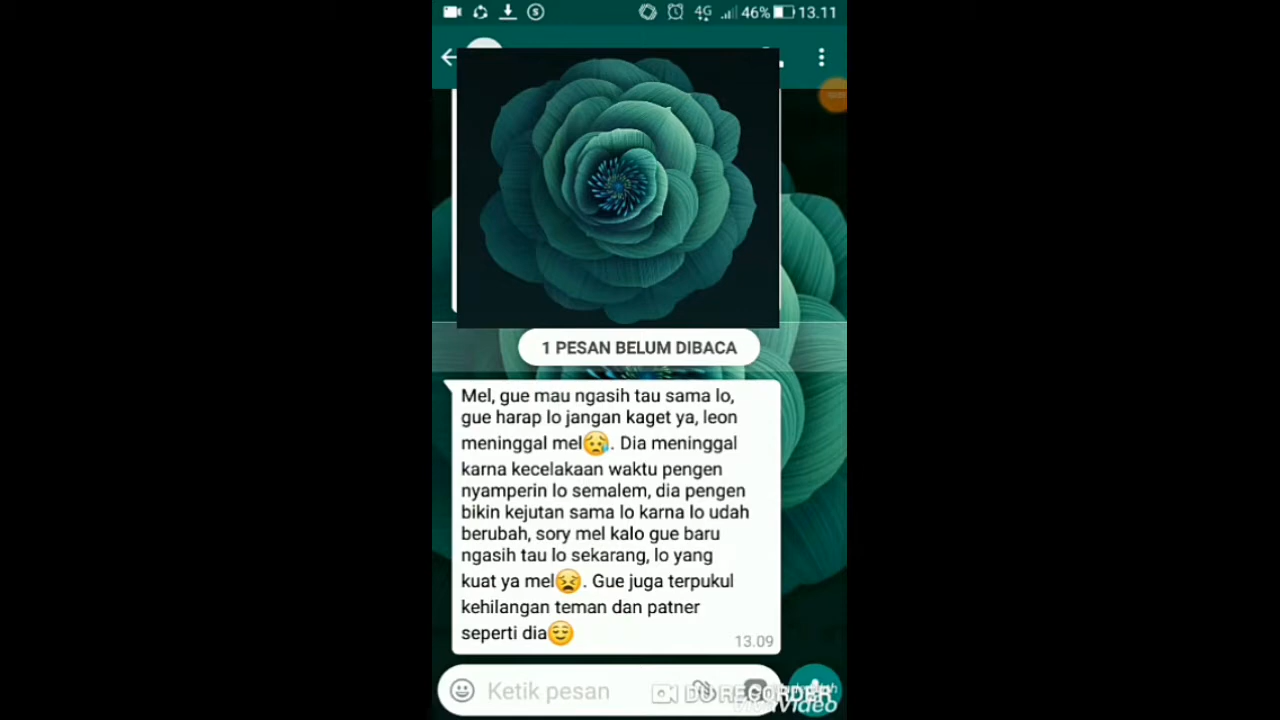 4G 46% 13.11
1 PESAN BELUM DIBACA
Mel, gue mau ngasih tau sama lo,
gue harap lo jangan kaget ya, leon
meninggal mel😥. Dia meninggal
karna kecelakaan waktu pengen
nyamperin lo semalem, dia pengen
bikin kejutan sama lo karna lo udah
berubah, sory mel kalo gue baru
ngasih tau lo sekarang, lo yang
kuat ya mel😣. Gue juga terpukul
kehilangan teman dan patner
seperti dia😌
13.09
Ketik pesan
DU RECORDER
VivaVideo